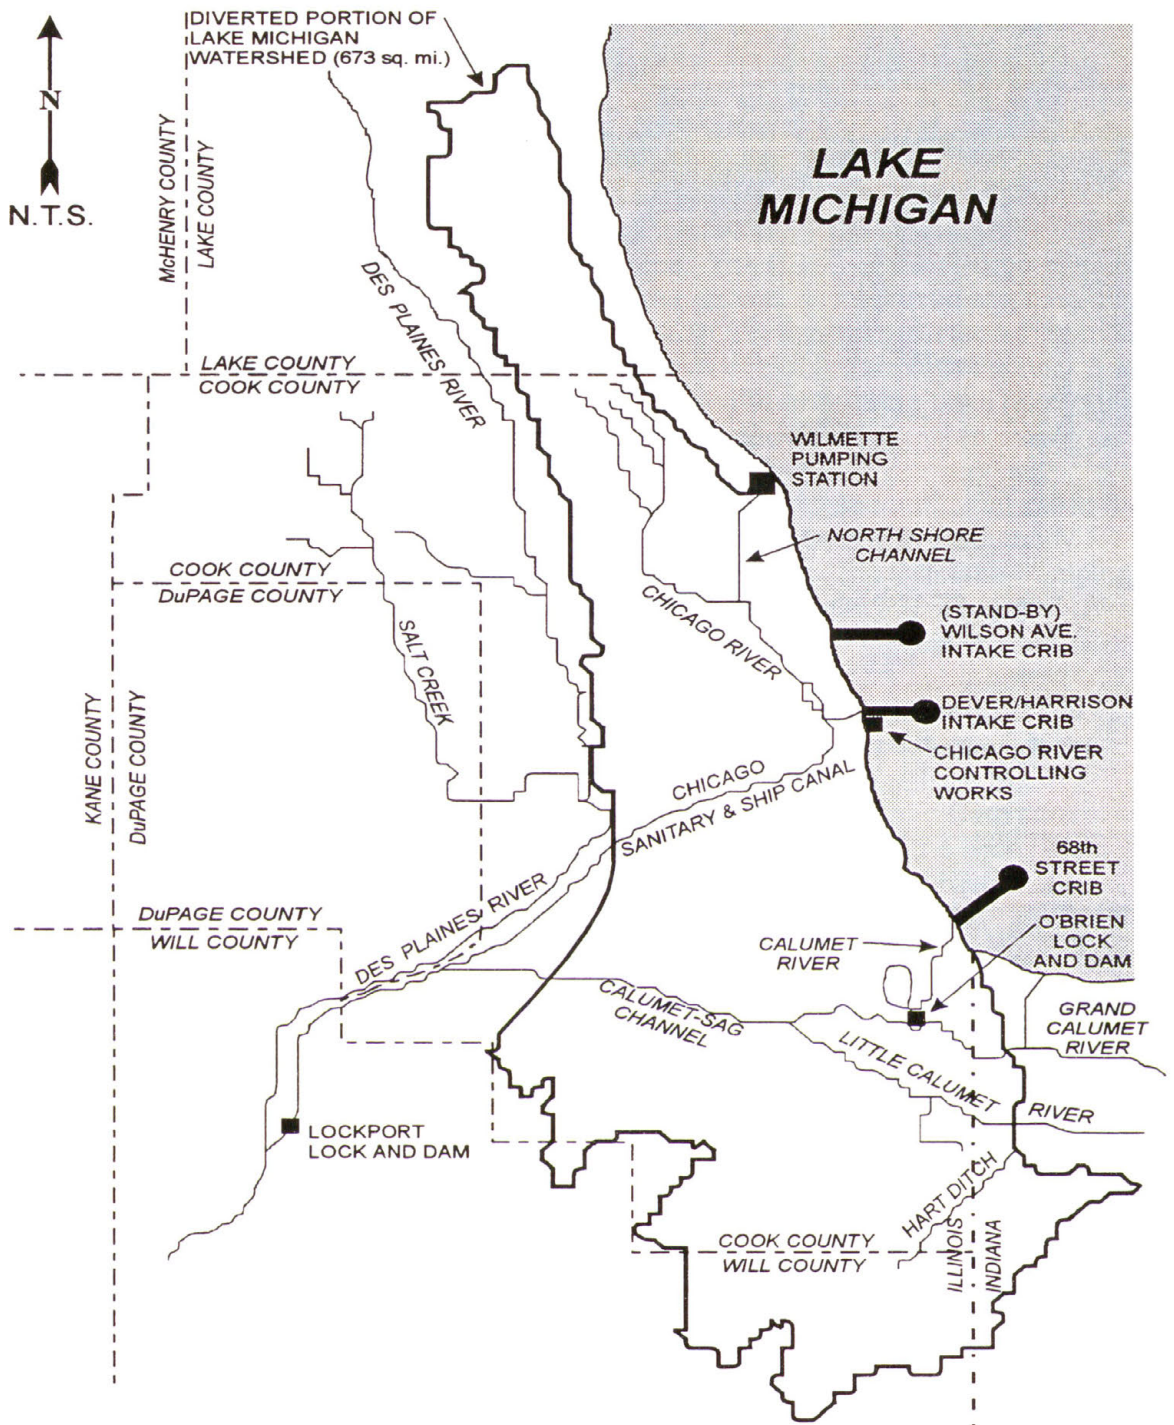 DIVERTED PORTION OF
LAKE MICHIGAN
WATERSHED (673 sq. mi.)
N
N.T.S.
McHENRY COUNTY
LAKE COUNTY
LAKE
MICHIGAN
DES PLAINES RIVER
LAKE COUNTY
COOK COUNTY
WILMETTE
PUMPING
STATION
NORTH SHORE
CHANNEL
COOK COUNTY
DuPAGE COUNTY
CHICAGO RIVER
(STAND-BY)
WILSON AVE.
INTAKE CRIB
SALT CREEK
KANE COUNTY
DuPAGE COUNTY
DEVER/HARRISON
INTAKE CRIB
CHICAGO RIVER
CONTROLLING
WORKS
CHICAGO
SANITARY & SHIP CANAL
68th
STREET
CRIB
DuPAGE COUNTY
WILL COUNTY
DES PLAINES RIVER
CALUMET
RIVER
O'BRIEN
LOCK
AND DAM
CALUMET-SAG
CHANNEL
GRAND
CALUMET
RIVER
LITTLE CALUMET RIVER
LOCKPORT
LOCK AND DAM
HART DITCH
COOK COUNTY
WILL COUNTY
ILLINOIS
INDIANA